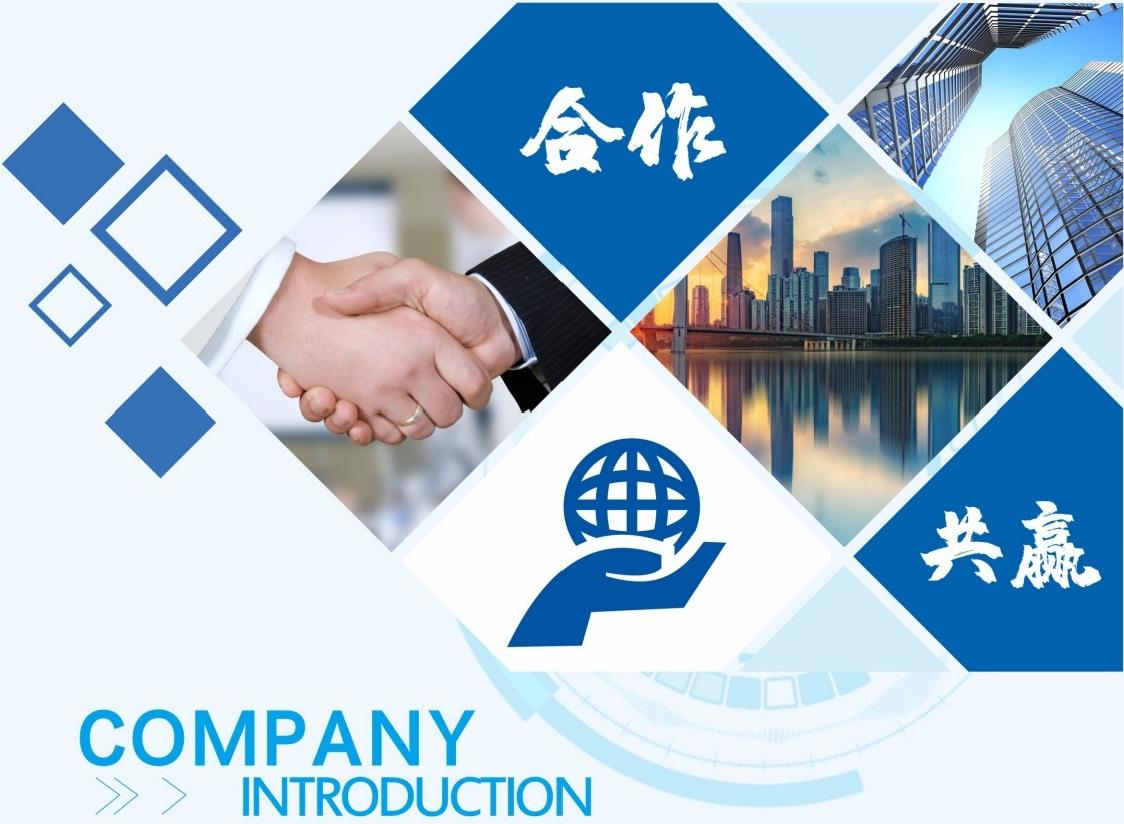 合作
共赢
COMPANY
INTRODUCTION